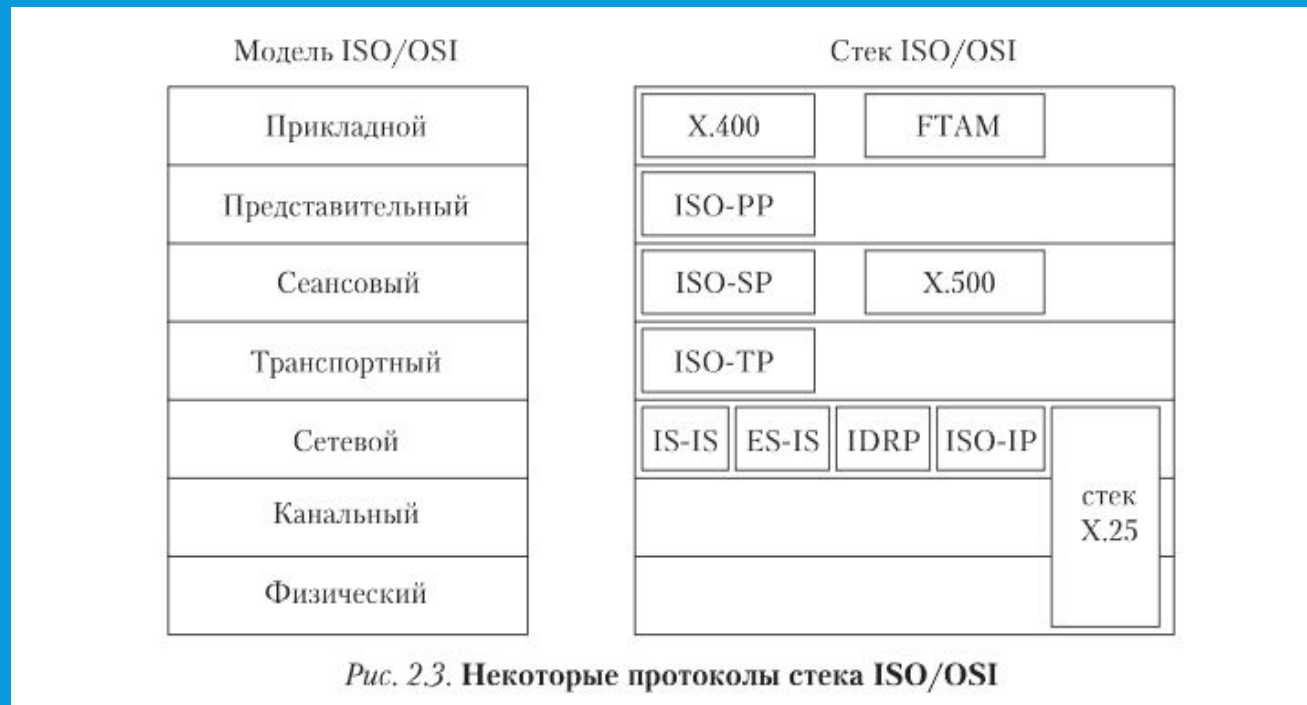 Модель ISO/OSI
Стек ISO/OSI
Прикладной
X.400
FTAM
Представительный
ISO-PP
Сеансовый
ISO-SP
X.500
Транспортный
ISO-TP
Сетевой
IS-IS
ES-IS
IDRP
ISO-IP
стек
X.25
Канальный
Физический
Рис. 2.3. Некоторые протоколы стека ISO/OSI